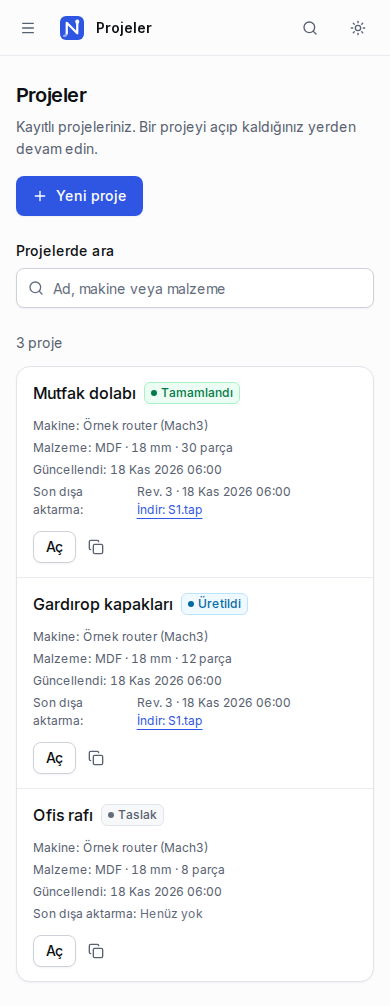 Projeler
Projeler
Kayıtlı projeleriniz. Bir projeyi açıp kaldığınız yerden
devam edin.
Yeni proje
Projelerde ara
Ad, makine veya malzeme
3 proje
Mutfak dolabı Tamamlandı
Makine: Örnek router (Mach3)
Malzeme: MDF · 18 mm · 30 parça
Güncellendi: 18 Kas 2026 06:00
Son dışa aktarma: Rev. 3 · 18 Kas 2026 06:00
İndir: S1.tap
Aç
Gardırop kapakları Üretildi
Makine: Örnek router (Mach3)
Malzeme: MDF · 18 mm · 12 parça
Güncellendi: 18 Kas 2026 06:00
Son dışa aktarma: Rev. 3 · 18 Kas 2026 06:00
İndir: S1.tap
Aç
Ofis rafı Taslak
Makine: Örnek router (Mach3)
Malzeme: MDF · 18 mm · 8 parça
Güncellendi: 18 Kas 2026 06:00
Son dışa aktarma: Henüz yok
Aç